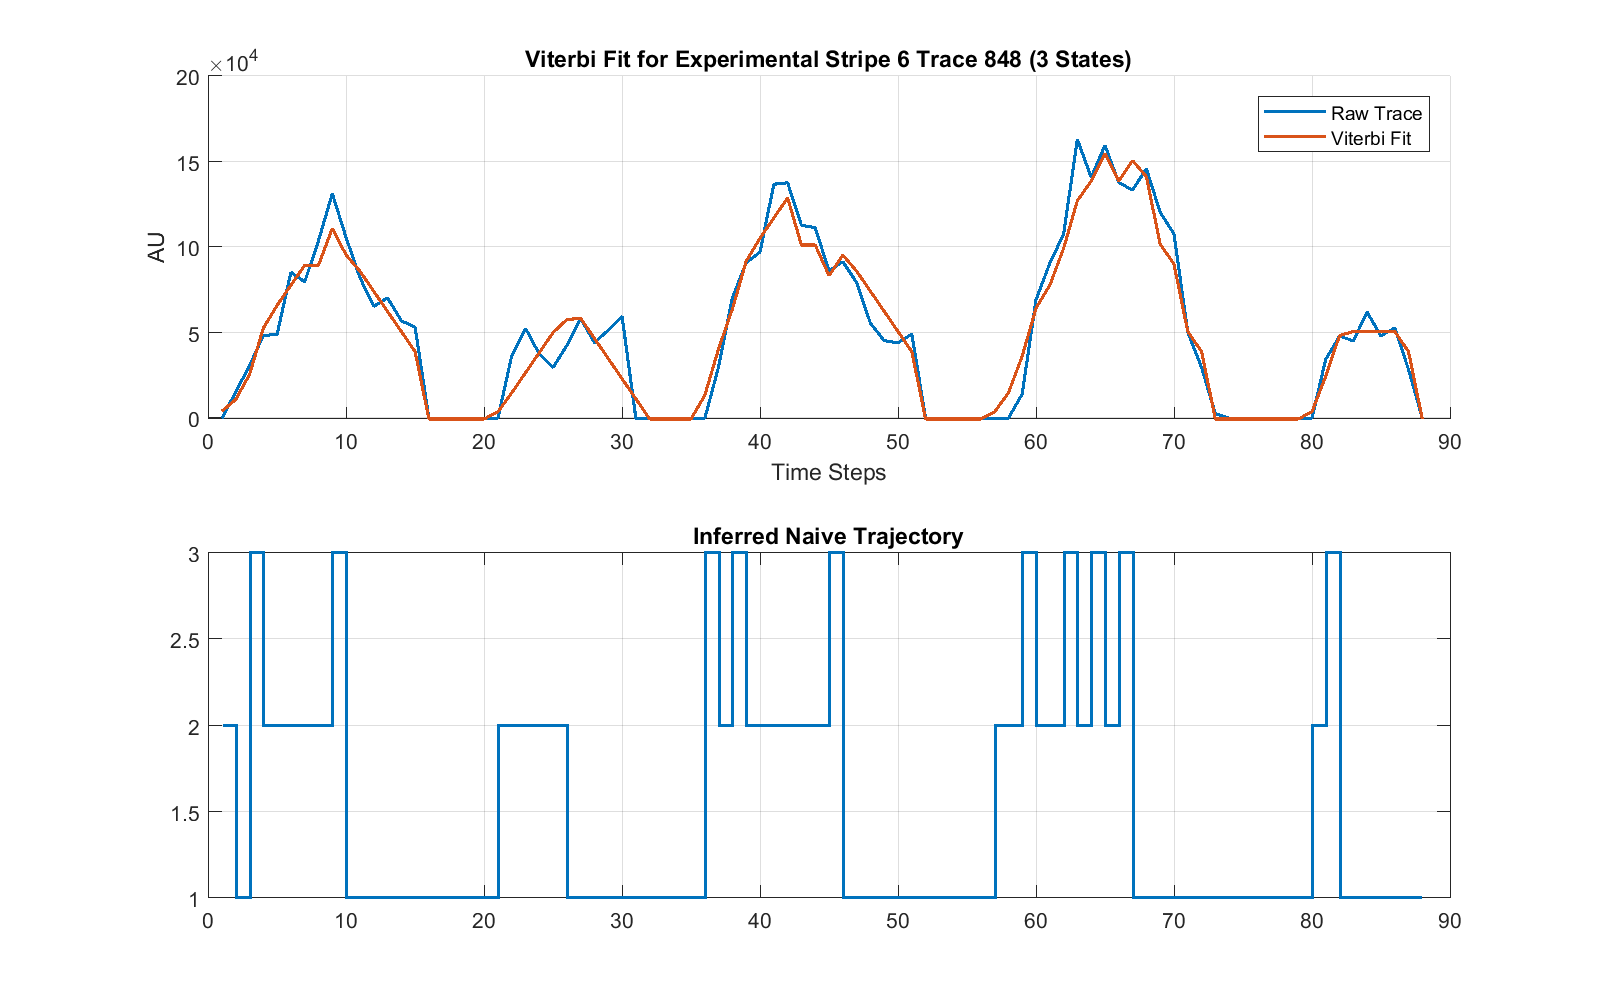 Viterbi Fit for Experimental Stripe 6 Trace 848 (3 States)
×10⁴
20
15
10
5
0
AU
Raw Trace
Viterbi Fit
0 10 20 30 40 50 60 70 80 90
Time Steps
Inferred Naive Trajectory
3
2.5
2
1.5
1
0 10 20 30 40 50 60 70 80 90